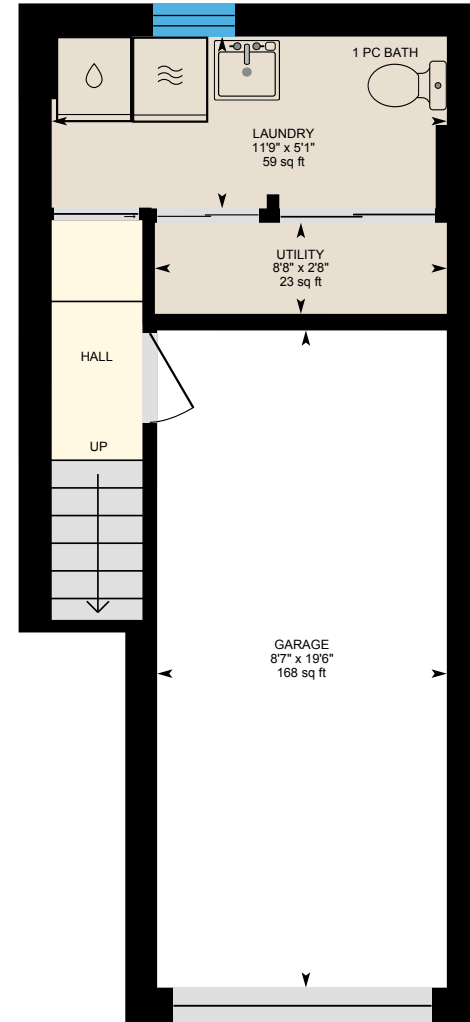 1 PC BATH
LAUNDRY
11'9" x 5'1"
59 sq ft
UTILITY
8'8" x 2'8"
23 sq ft
HALL
UP
GARAGE
8'7" x 19'6"
168 sq ft